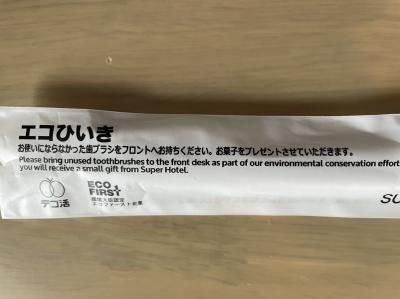 エコひいき
お使いにならなかった歯ブラシをフロントへお持ちください。お菓子をプレゼントさせていただきます。
Please bring unused toothbrushes to the front desk as part of our environmental conservation effort
you will receive a small gift from Super Hotel.
デコ活
ECO
FIRST
環境大臣認定
エコ・ファースト企業
SU